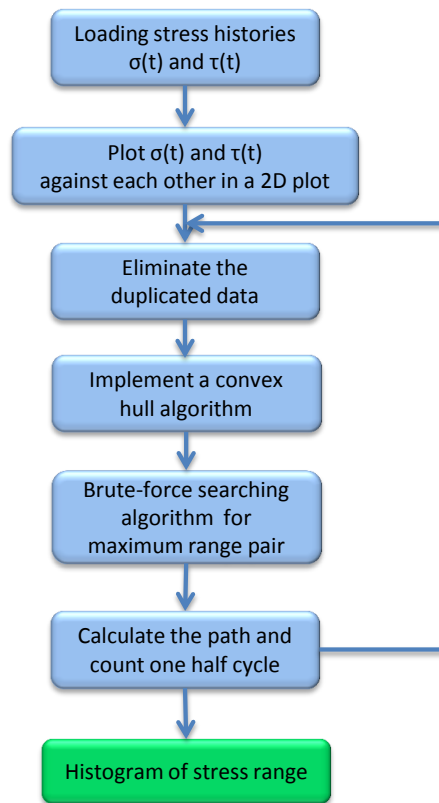 Loading stress histories
σ(t) and τ(t)
Plot σ(t) and τ(t)
against each other in a 2D plot
Eliminate the
duplicated data
Implement a convex
hull algorithm
Brute-force searching
algorithm for
maximum range pair
Calculate the path and
count one half cycle
Histogram of stress range